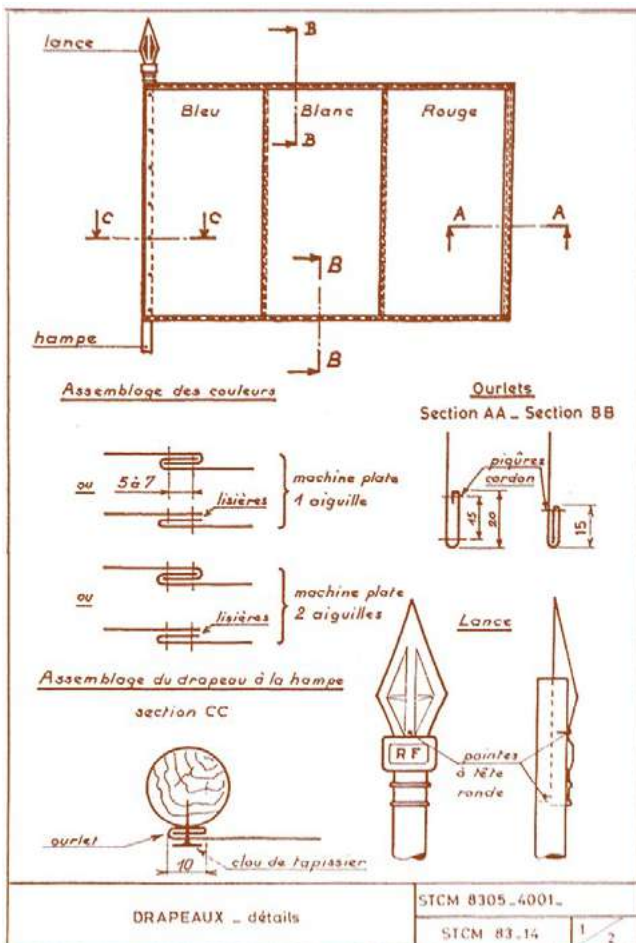 lance
B
Bleu
Blanc
Rouge
B
C
C
A
A
B
hampe
B
Assemblage des couleurs
ou
5 à 7
lisières
machine plate
1 aiguille
ou
lisières
machine plate
2 aiguilles
Ourlets
Section AA _ Section BB
piqûres
cordon
15
20
15
Assemblage du drapeau à la hampe
section CC
ourlet
10
clou de tapissier
Lance
RF
pointes
à tête
ronde
DRAPEAUX _ détails
STCM 8305_4001_
STCM 83_14
1
2